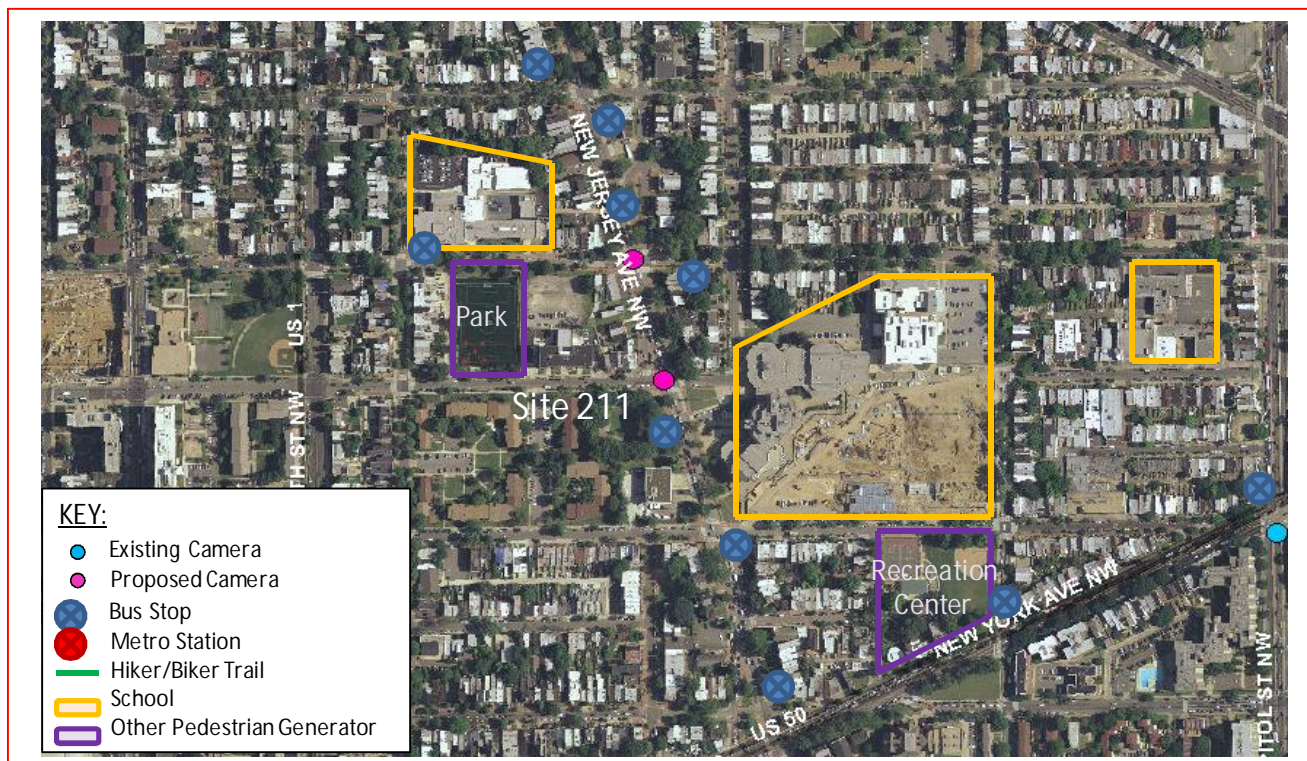 NEW JERSEY AVE NW
US 1
TH ST NW
Park
Site 211
Recreation
Center
NEW YORK AVE NW
US 50
PITOL ST NW
KEY:
Existing Camera
Proposed Camera
Bus Stop
Metro Station
Hiker/Biker Trail
School
Other Pedestrian Generator